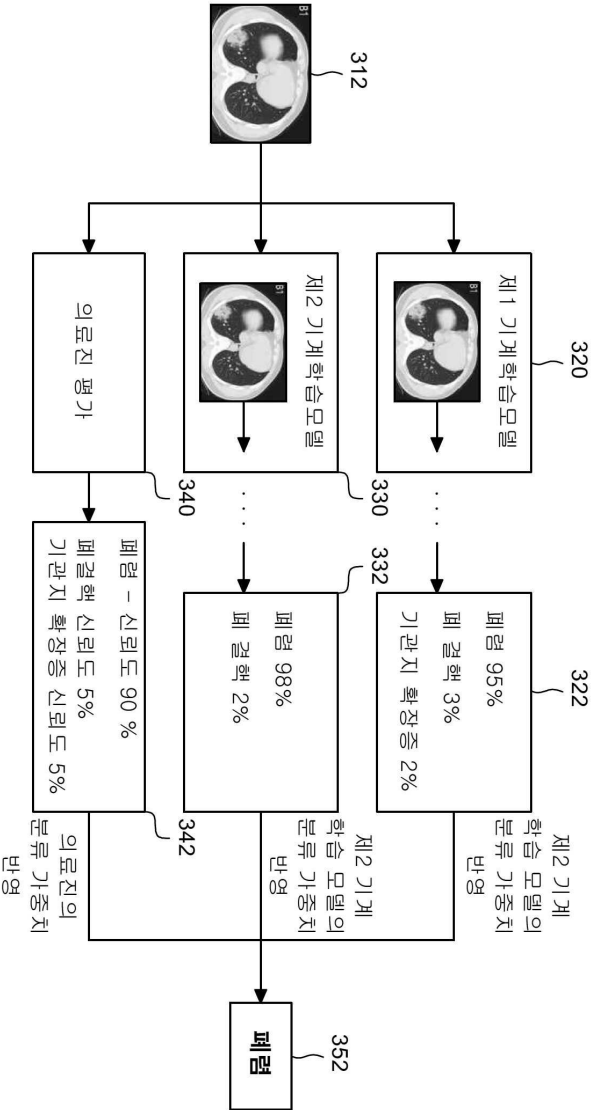 312
B1
제1 기계학습모델
B1
320
제2 기계학습모델
B1
330
의료진 평가
340
폐렴 95%
폐 결핵 3%
기관지 확장증 2%
322
폐렴 98%
폐 결핵 2%
332
폐렴 - 신뢰도 90 %
폐결핵 신뢰도 5%
기관지 확장증 신뢰도 5%
342
제2 기계
학습 모델의
분류 가중치
반영
제2 기계
학습 모델의
분류 가중치
반영
의료진의
분류 가중치
반영
폐렴
352